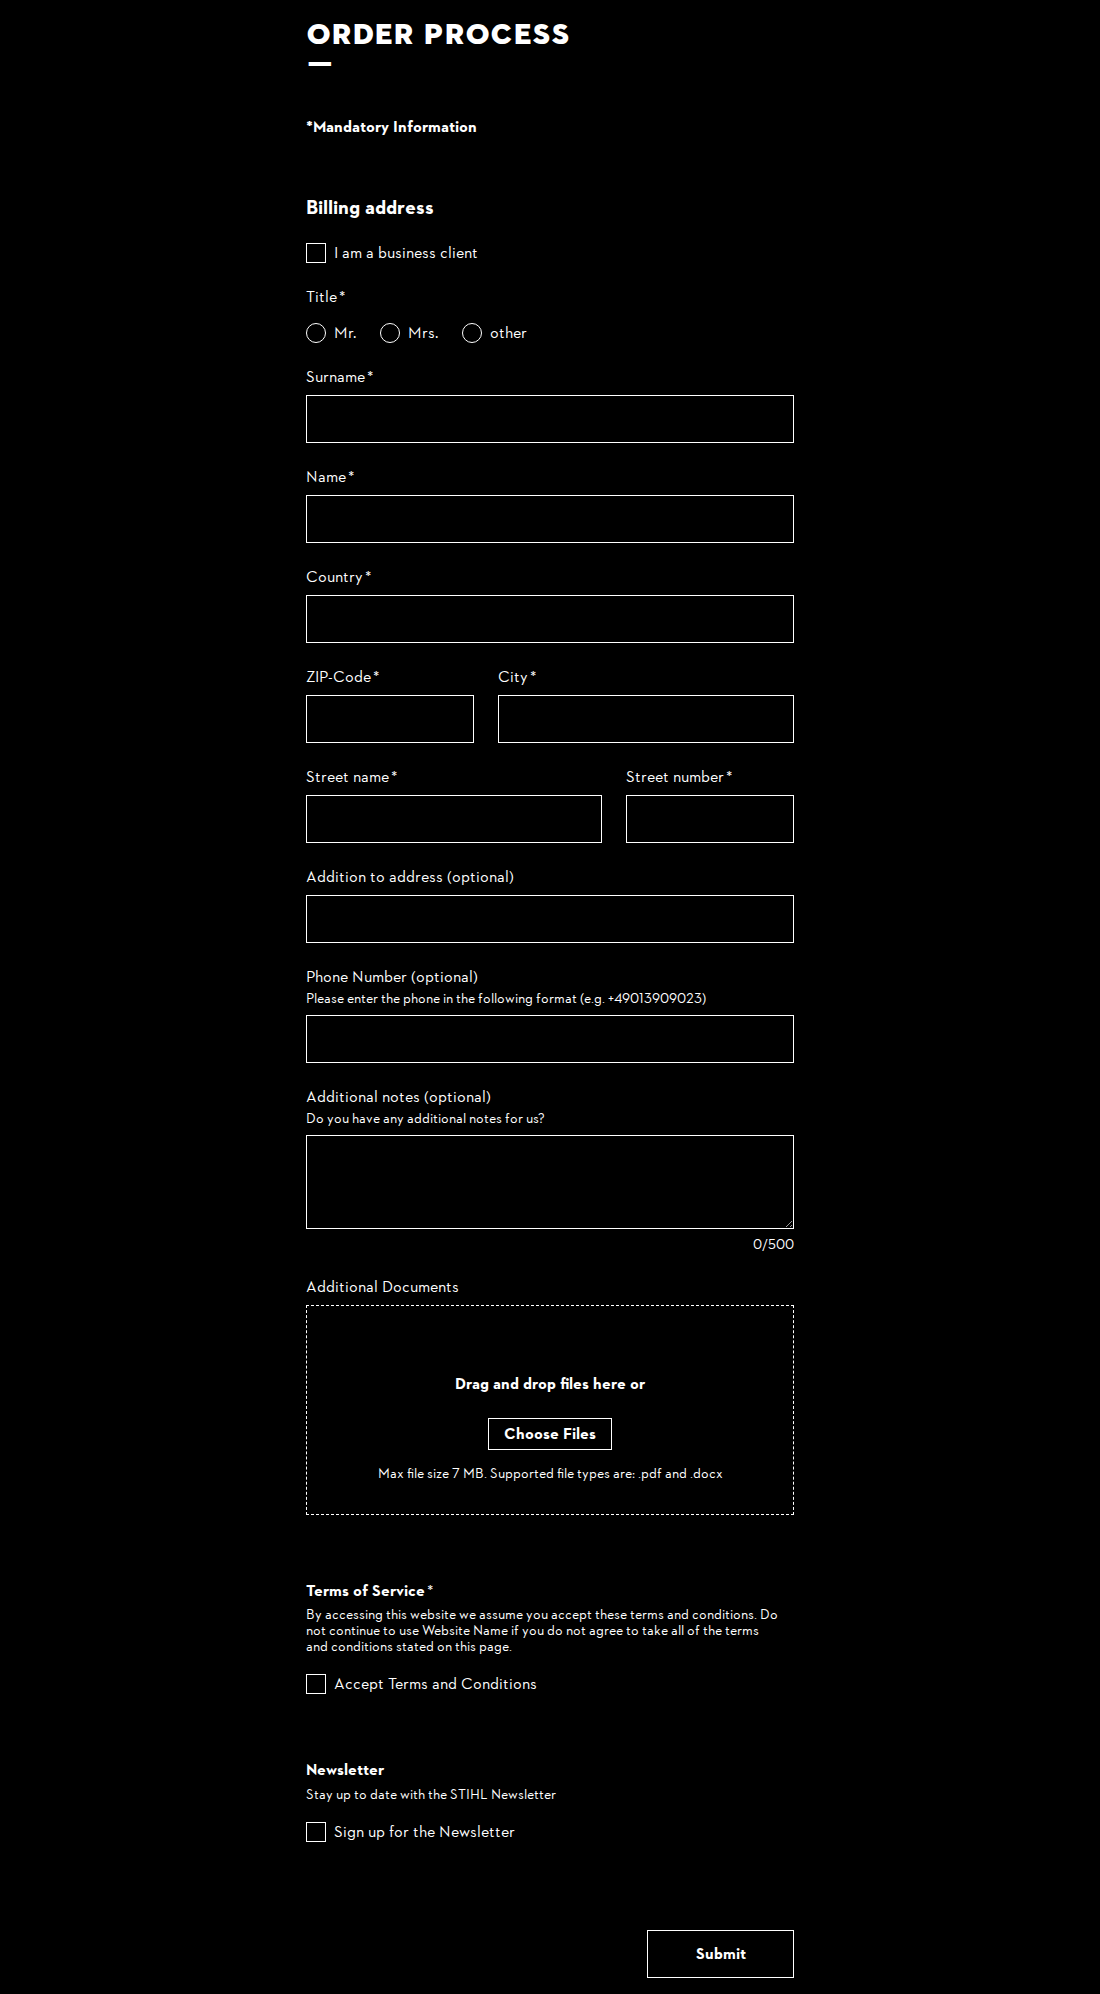 ORDER PROCESS
*Mandatory Information
Billing address
I am a business client
Title*
Mr. Mrs. other
Surname*
Name*
Country*
ZIP-Code* City*
Street name* Street number*
Addition to address (optional)
Phone Number (optional)
Please enter the phone in the following format (e.g. +49013909023)
Additional notes (optional)
Do you have any additional notes for us?
0/500
Additional Documents
Drag and drop files here or
Choose Files
Max file size 7 MB. Supported file types are: .pdf and .docx
Terms of Service*
By accessing this website we assume you accept these terms and conditions. Do
not continue to use Website Name if you do not agree to take all of the terms
and conditions stated on this page.
Accept Terms and Conditions
Newsletter
Stay up to date with the STIHL Newsletter
Sign up for the Newsletter
Submit